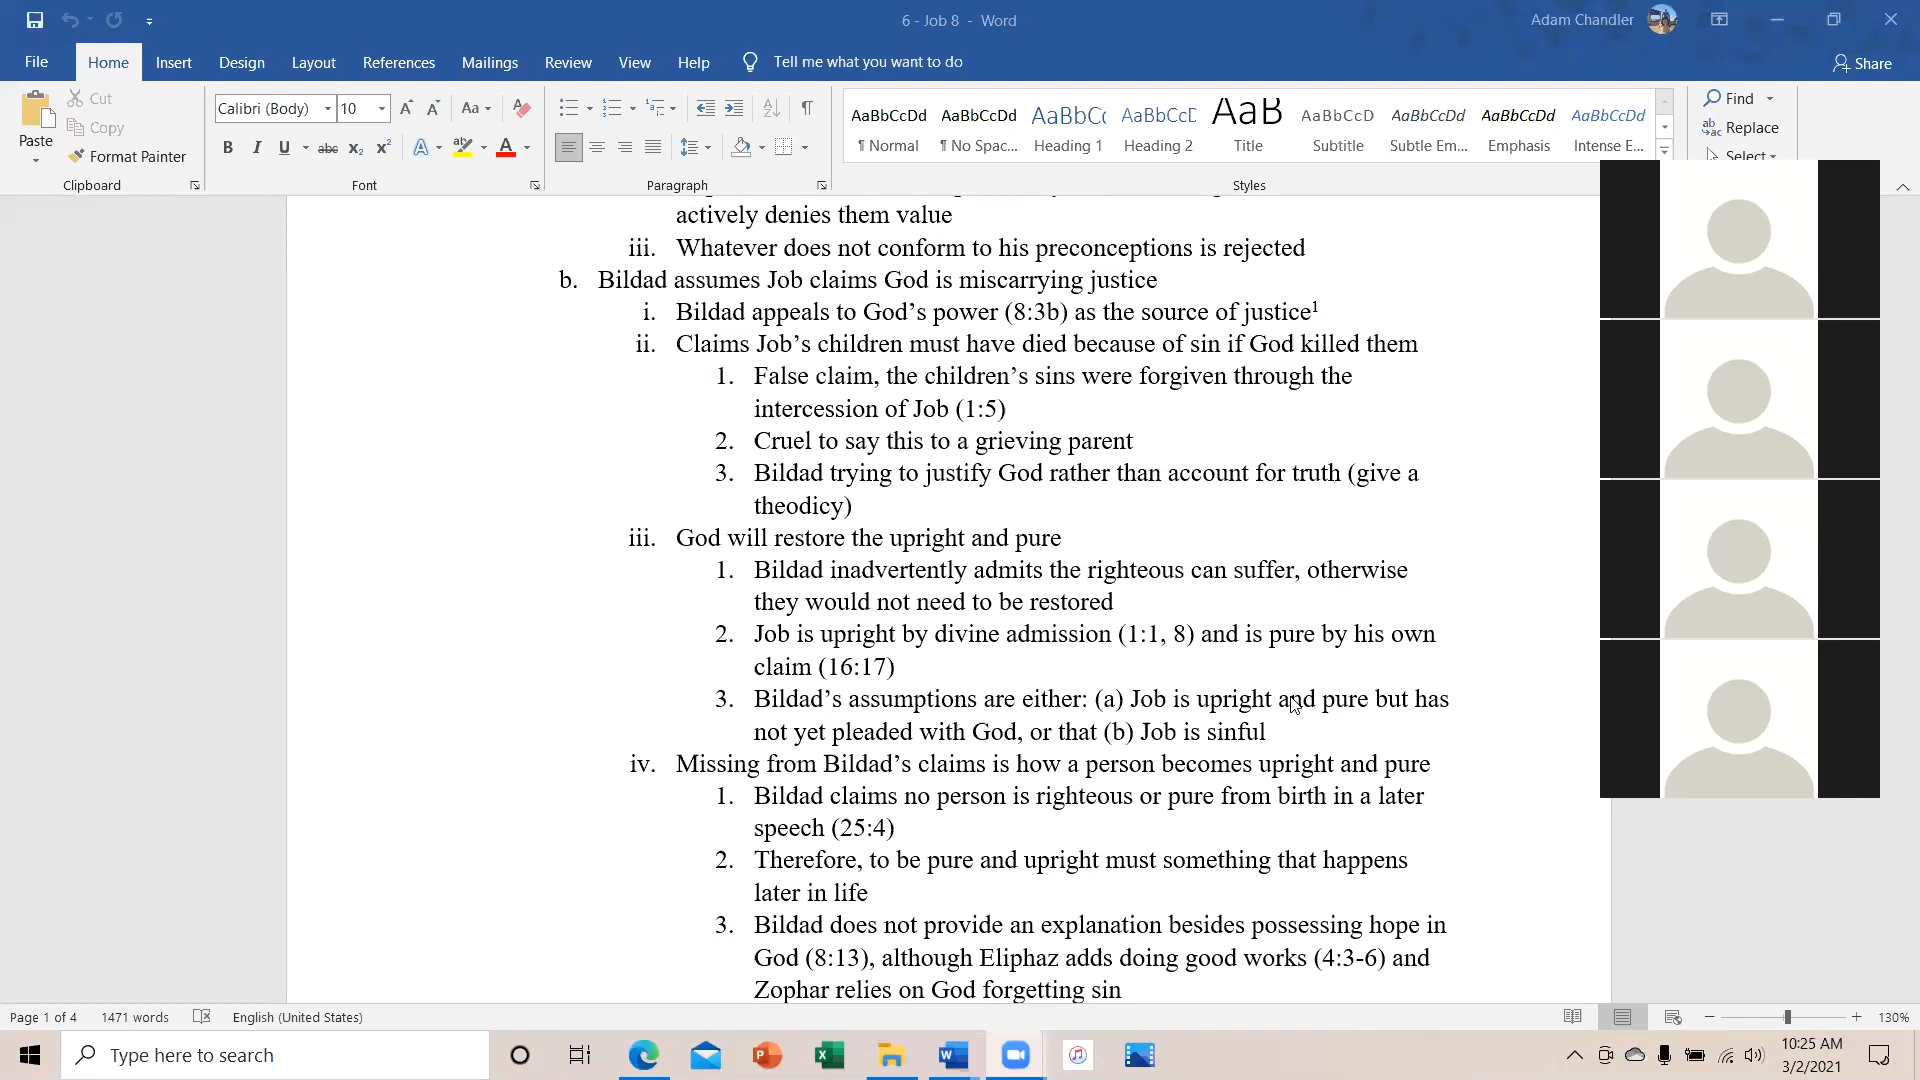 6 - Job 8 - Word
Adam Chandler
File Home Insert Design Layout References Mailings Review View Help Tell me what you want to do
Share
Paste
Cut
Copy
Format Painter
Clipboard
Calibri (Body) 10
Font
Paragraph
AaBbCcDd AaBbCcDd AaBbCc AaBbCcD AaB AaBbCcD AaBbCcDd AaBbCcDd AaBbCcDd
¶ Normal ¶ No Spac... Heading 1 Heading 2 Title Subtitle Subtle Em... Emphasis Intense E...
Styles
Find
Replace
Select
actively denies them value
iii. Whatever does not conform to his preconceptions is rejected
b. Bildad assumes Job claims God is miscarrying justice
i. Bildad appeals to God’s power (8:3b) as the source of justice¹
ii. Claims Job’s children must have died because of sin if God killed them
1. False claim, the children’s sins were forgiven through the
intercession of Job (1:5)
2. Cruel to say this to a grieving parent
3. Bildad trying to justify God rather than account for truth (give a
theodicy)
iii. God will restore the upright and pure
1. Bildad inadvertently admits the righteous can suffer, otherwise
they would not need to be restored
2. Job is upright by divine admission (1:1, 8) and is pure by his own
claim (16:17)
3. Bildad’s assumptions are either: (a) Job is upright and pure but has
not yet pleaded with God, or that (b) Job is sinful
iv. Missing from Bildad’s claims is how a person becomes upright and pure
1. Bildad claims no person is righteous or pure from birth in a later
speech (25:4)
2. Therefore, to be pure and upright must something that happens
later in life
3. Bildad does not provide an explanation besides possessing hope in
God (8:13), although Eliphaz adds doing good works (4:3-6) and
Zophar relies on God forgetting sin
Page 1 of 4 1471 words English (United States) 130%
Type here to search
10:25 AM
3/2/2021